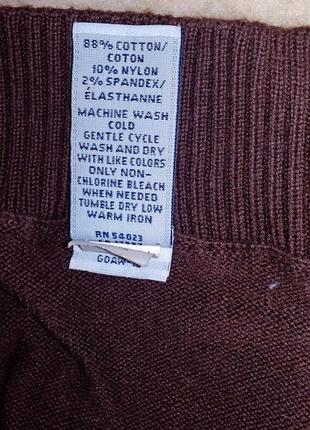 88% COTTON/
COTON
10% NYLON
2% SPANDEX/
ÉLASTHANNE
MACHINE WASH
COLD
GENTLE CYCLE
WASH AND DRY
WITH LIKE COLORS
ONLY NON-
CHLORINE BLEACH
WHEN NEEDED
TUMBLE DRY LOW
WARM IRON
RN 54023